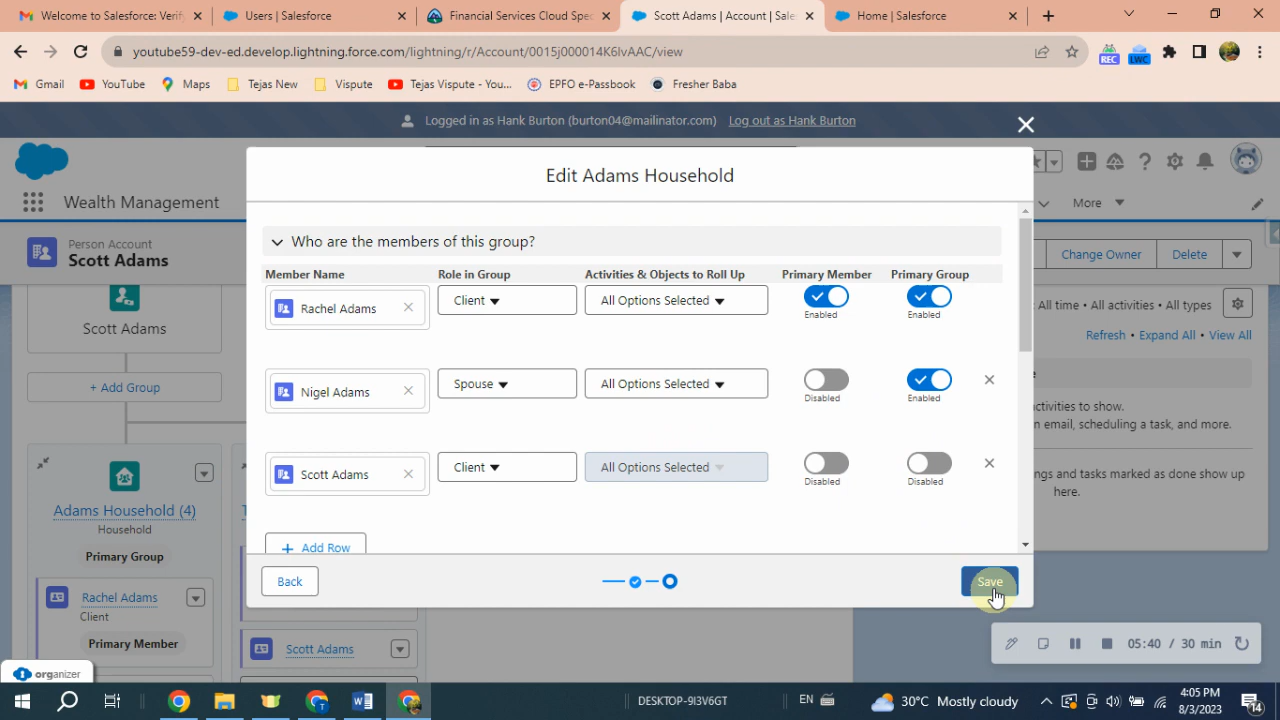 Welcome to Salesforce: Verify
Users | Salesforce
Financial Services Cloud Spec
Scott Adams | Account | Sale
Home | Salesforce
youtube59-dev-ed.develop.lightning.force.com/lightning/r/Account/0015j000014K6IvAAC/view
REC
LWC
Gmail
YouTube
Maps
Tejas New
Vispute
Tejas Vispute - You...
EPFO e-Passbook
Fresher Baba
Logged in as Hank Burton (burton04@mailinator.com)
Log out as Hank Burton
Edit Adams Household
Wealth Management
More
Person Account
Scott Adams
Change Owner
Delete
Who are the members of this group?
Member Name
Role in Group
Activities & Objects to Roll Up
Primary Member
Primary Group
Rachel Adams
Client
All Options Selected
Enabled
Enabled
All time • All activities • All types
Scott Adams
Refresh • Expand All • View All
Nigel Adams
Spouse
All Options Selected
Disabled
Enabled
+ Add Group
ctivities to show.
n email, scheduling a task, and more.
Scott Adams
Client
All Options Selected
Disabled
Disabled
ngs and tasks marked as done show up
here.
Adams Household (4)
Household
Primary Group
+ Add Row
Back
Save
Rachel Adams
Client
Primary Member
Scott Adams
05:40 / 30 min
organizer
DESKTOP-9I3V6GT
EN
30°C Mostly cloudy
4:05 PM
8/3/2023
14